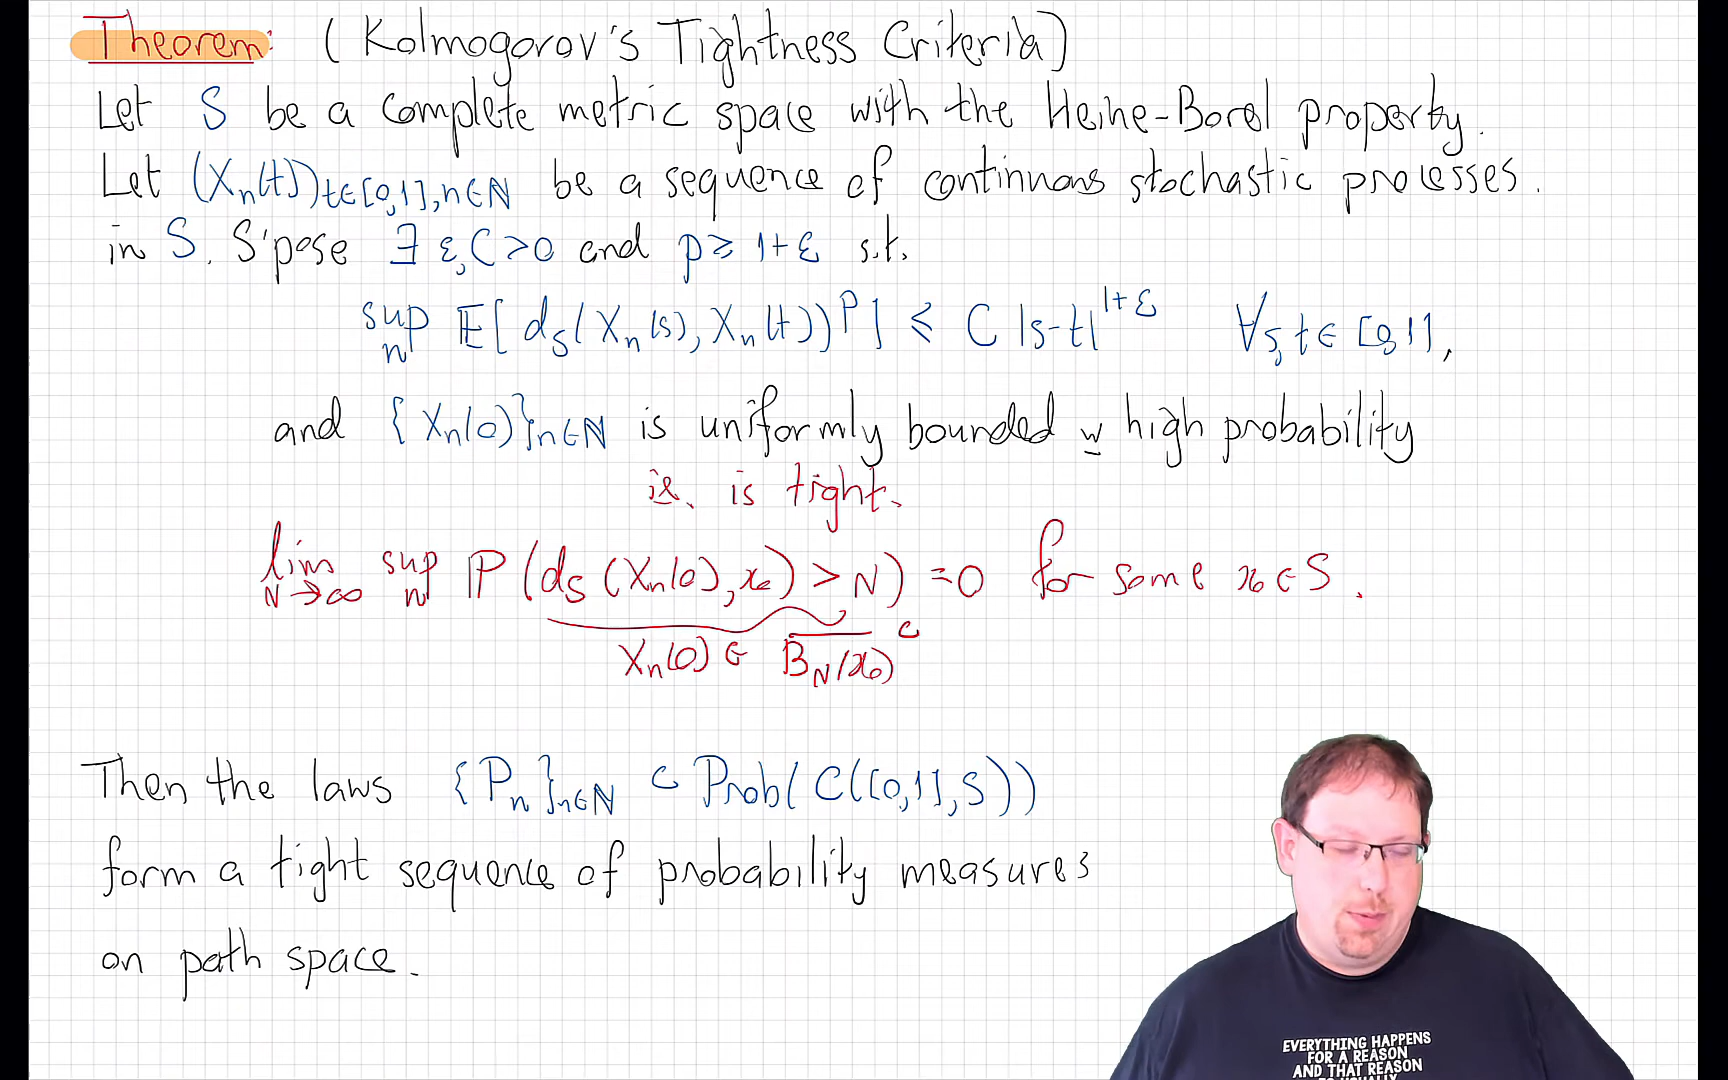 Theorem: (Kolmogorov's Tightness Criteria)
Let S be a complete metric space with the Heine-Borel property.
Let (Xn(t))t∈[0,1],n∈ℕ be a sequence of continuous stochastic processes.
in S. S'pose ∃ ε,C>0 and p≥ 1+ε s.t.
sup n 𝔼[ dS(Xn(s), Xn(t))^p ] ≤ C |s-t|^1+ε ∀s,t∈[0,1],
and {Xn(0)}n∈ℕ is uniformly bounded w high probability
ie. is tight.
lim N→∞ sup n ℙ(dS(Xn(0),x0) > N) =0 for some x0∈S.
Xn(0) ∈ B̅N(x0)^c
Then the laws {Pn}n∈ℕ ⊂ Prob(C([0,1],S))
form a tight sequence of probability measures
on path space.
EVERYTHING HAPPENS
FOR A REASON
AND THAT REASON